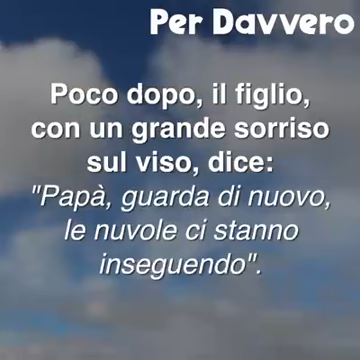 Per Davvero
Poco dopo, il figlio,
con un grande sorriso
sul viso, dice:
"Papà, guarda di nuovo,
le nuvole ci stanno
inseguendo".